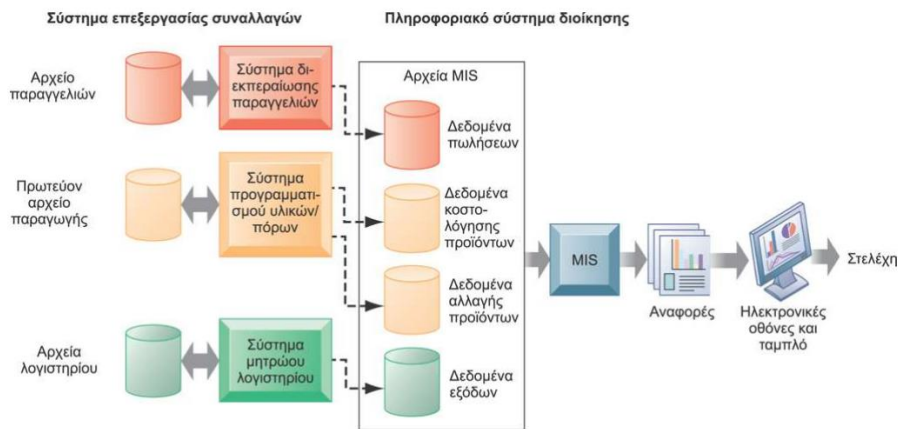 Σύστημα επεξεργασίας συναλλαγών
Πληροφοριακό σύστημα διοίκησης
Αρχείο
παραγγελιών
Σύστημα δι-
εκπεραίωσης
παραγγελιών
Αρχεία MIS
Δεδομένα
πωλήσεων
Πρωτεύον
αρχείο
παραγωγής
Σύστημα
προγραμματι-
σμού υλικών/
πόρων
Δεδομένα
κοστο-
λόγησης
προϊόντων
Δεδομένα
αλλαγής
προϊόντων
MIS
Αναφορές
Ηλεκτρονικές
οθόνες και
ταμπλό
Στελέχη
Αρχεία
λογιστηρίου
Σύστημα
μητρώου
λογιστηρίου
Δεδομένα
εξόδων